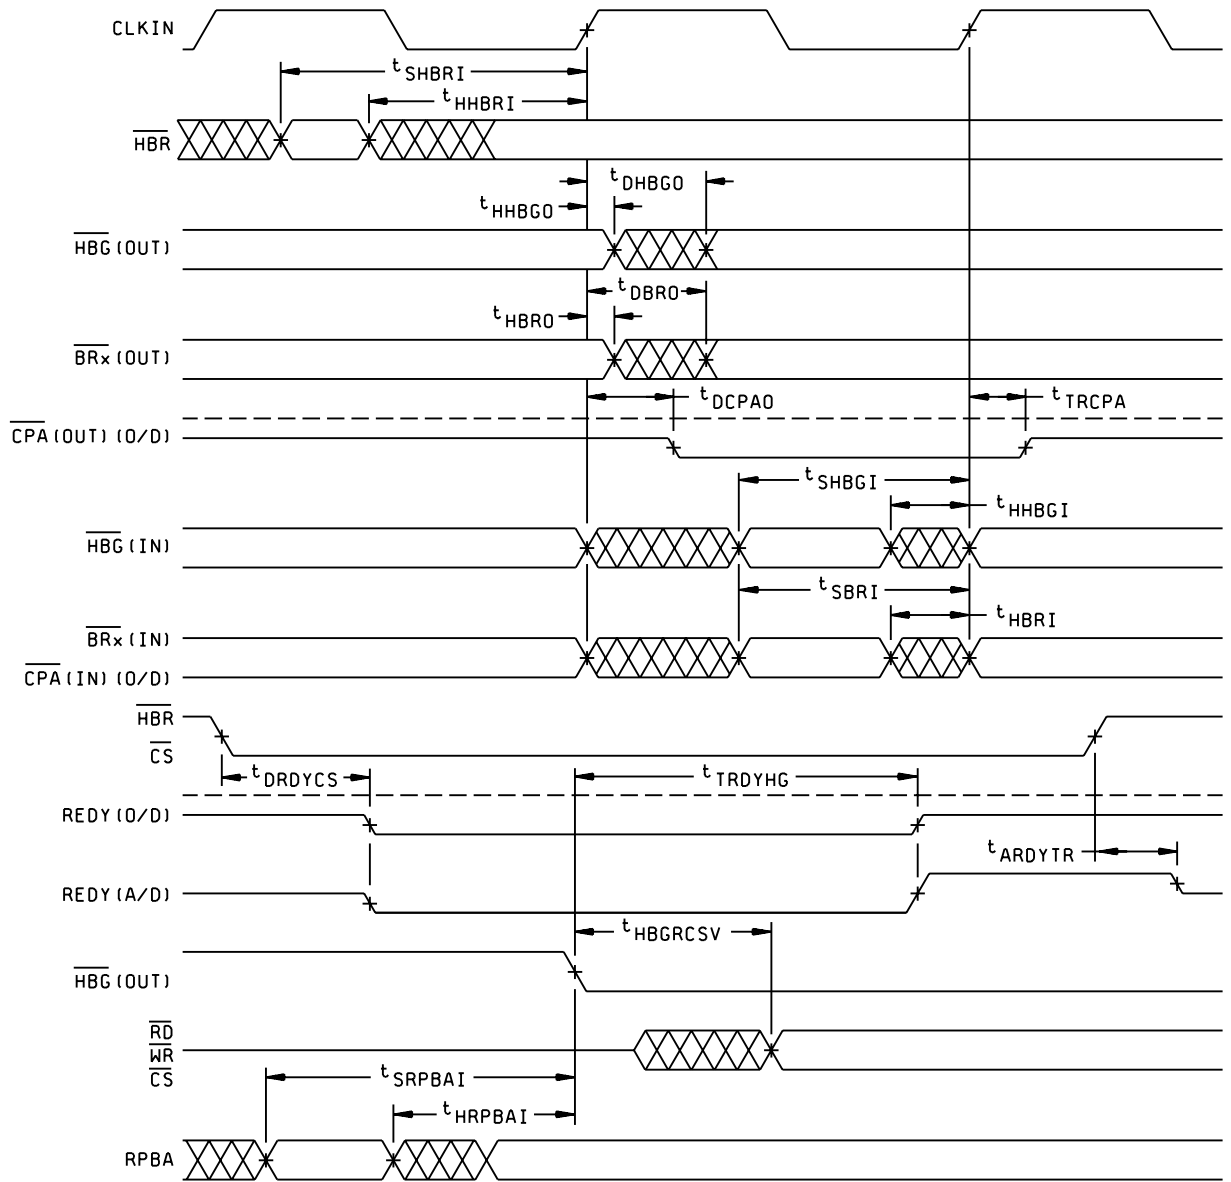 CLKIN
tSHBRI
tHHBRI
HBR
tDHBGO
tHHBGO
HBG (OUT)
tDBRO
tHBRO
BRx (OUT)
tDCPAO
tTRCPA
CPA (OUT) (O/D)
tSHBGI
tHHBGI
HBG (IN)
tSBRI
tHBRI
BRx (IN)
CPA (IN) (O/D)
HBR
CS
tDRDYCS
tTRDYHG
REDY (O/D)
tARDYTR
REDY (A/D)
tHBGRCSV
HBG (OUT)
RD
WR
CS
tSRPBAI
tHRPBAI
RPBA